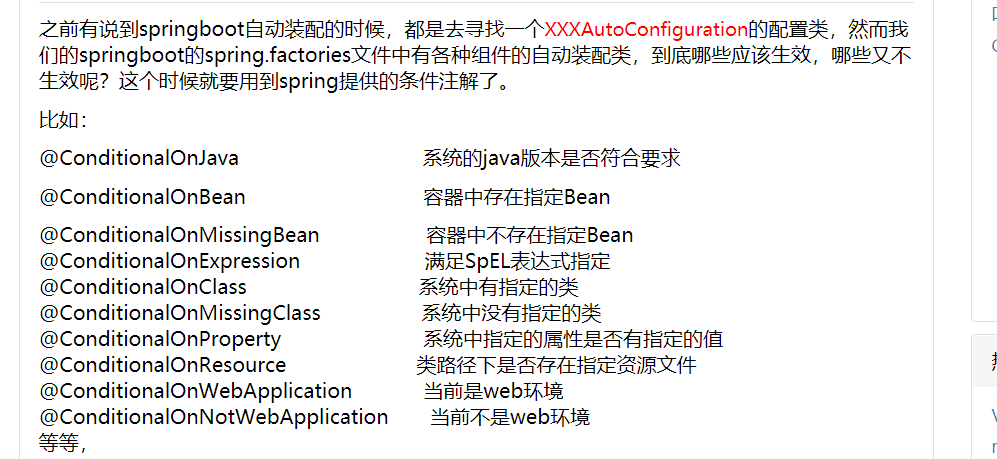 之前有说到springboot自动装配的时候，都是去寻找一个XXXAutoConfiguration的配置类，然而我
们的springboot的spring.factories文件中有各种组件的自动装配类，到底哪些应该生效，哪些又不
生效呢？这个时候就要用到spring提供的条件注解了。
比如：
@ConditionalOnJava 系统的java版本是否符合要求
@ConditionalOnBean 容器中存在指定Bean
@ConditionalOnMissingBean 容器中不存在指定Bean
@ConditionalOnExpression 满足SpEL表达式指定
@ConditionalOnClass 系统中有指定的类
@ConditionalOnMissingClass 系统中没有指定的类
@ConditionalOnProperty 系统中指定的属性是否有指定的值
@ConditionalOnResource 类路径下是否存在指定资源文件
@ConditionalOnWebApplication 当前是web环境
@ConditionalOnNotWebApplication 当前不是web环境
等等，